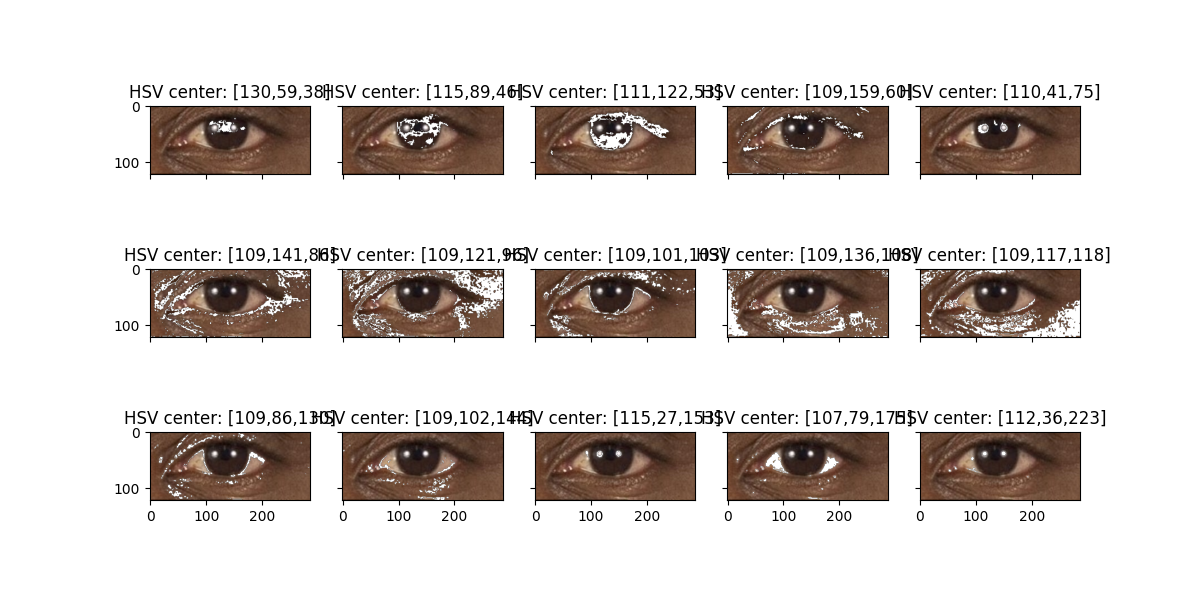 HSV center: [130,59,38] HSV center: [115,89,46] HSV center: [111,122,53] HSV center: [109,159,60] HSV center: [110,41,75]
0
100
HSV center: [109,141,86] HSV center: [109,121,96] HSV center: [109,101,103] HSV center: [109,136,108] HSV center: [109,117,118]
0
100
HSV center: [109,86,130] HSV center: [109,102,144] HSV center: [115,27,153] HSV center: [107,79,175] HSV center: [112,36,223]
0
100
0 100 200 0 100 200 0 100 200 0 100 200 0 100 200